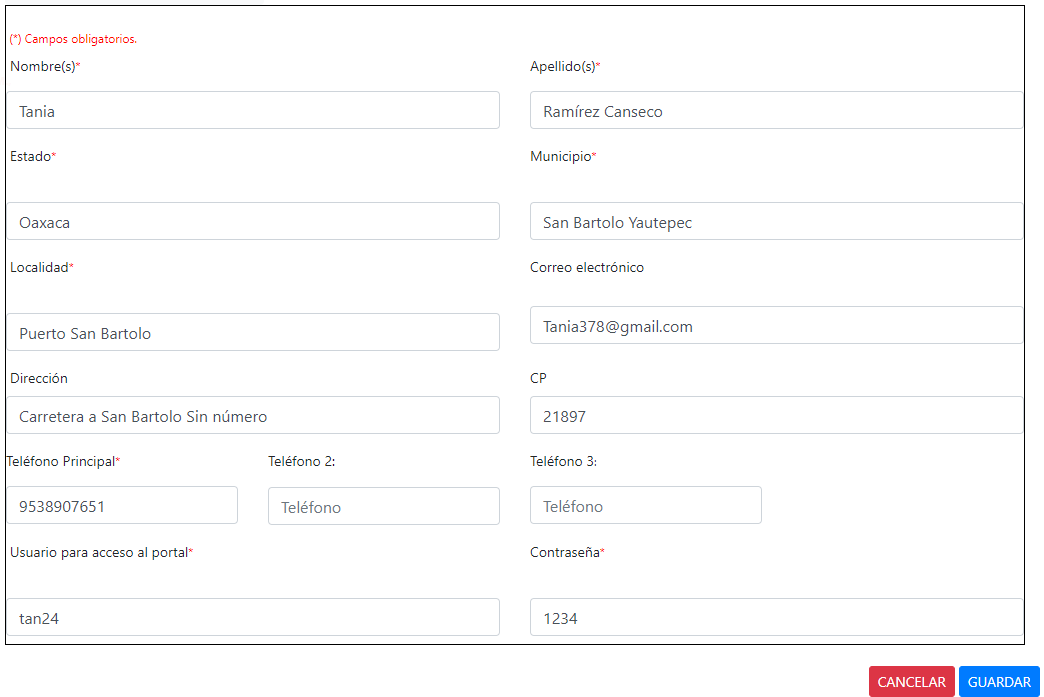 (*) Campos obligatorios.
Nombre(s)* Apellido(s)*
Tania Ramírez Canseco
Estado* Municipio*
Oaxaca San Bartolo Yautepec
Localidad* Correo electrónico
Puerto San Bartolo Tania378@gmail.com
Dirección CP
Carretera a San Bartolo Sin número 21897
Teléfono Principal* Teléfono 2: Teléfono 3:
9538907651 Teléfono Teléfono
Usuario para acceso al portal* Contraseña*
tan24 1234
CANCELAR GUARDAR